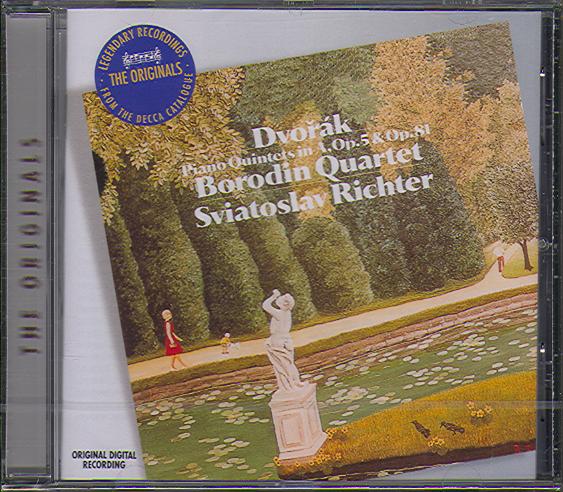 LEGENDARY RECORDINGS
THE ORIGINALS
FROM THE DECCA CATALOGUE
Dvořák
Piano Quintets in A, Op.5 & Op.81
Borodin Quartet
Sviatoslav Richter
THE ORIGINALS
ORIGINAL DIGITAL
RECORDING